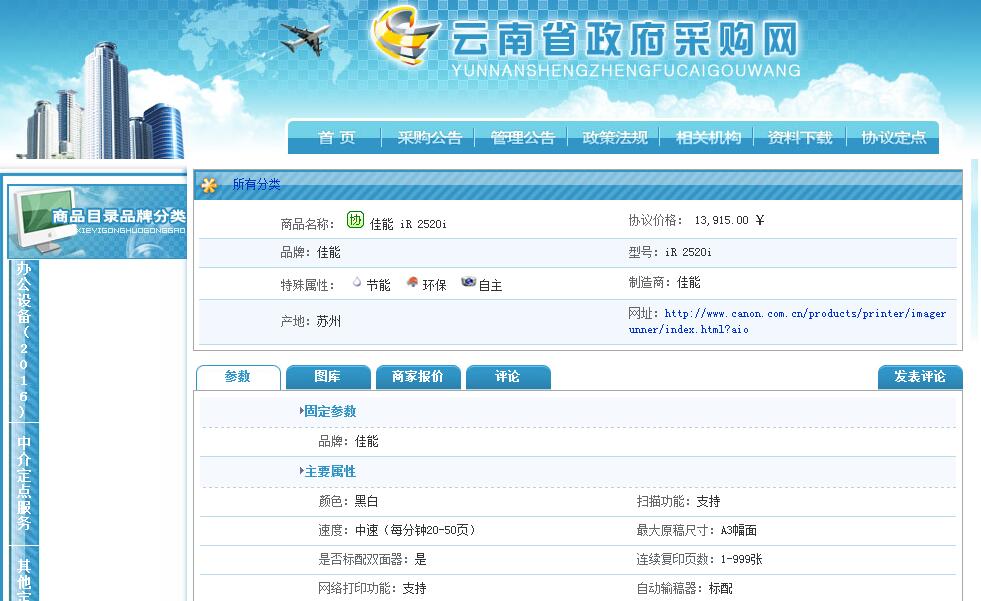 云南省政府采购网
YUNNANSHENGZHENGFUCAIGOUWANG
首 页 采购公告 管理公告 政策法规 相关机构 资料下载 协议定点
商品目录品牌分类
XIEYIGONGHUOGONGGAO
办公设备(2016)
中介定点服务
所有分类
商品名称: 协 佳能 iR 2520i 协议价格: 13,915.00 ¥
品牌: 佳能 型号: iR 2520i
特殊属性: 节能 环保 自主 制造商: 佳能
产地: 苏州 网址: http://www.canon.com.cn/products/printer/imager
unner/index.html?aio
参数 图库 商家报价 评论 发表评论
固定参数
品牌: 佳能
主要属性
颜色: 黑白 扫描功能: 支持
速度: 中速（每分钟20-50页） 最大原稿尺寸: A3幅面
是否标配双面器: 是 连续复印页数: 1-999张
网络打印功能: 支持 自动输稿器: 标配